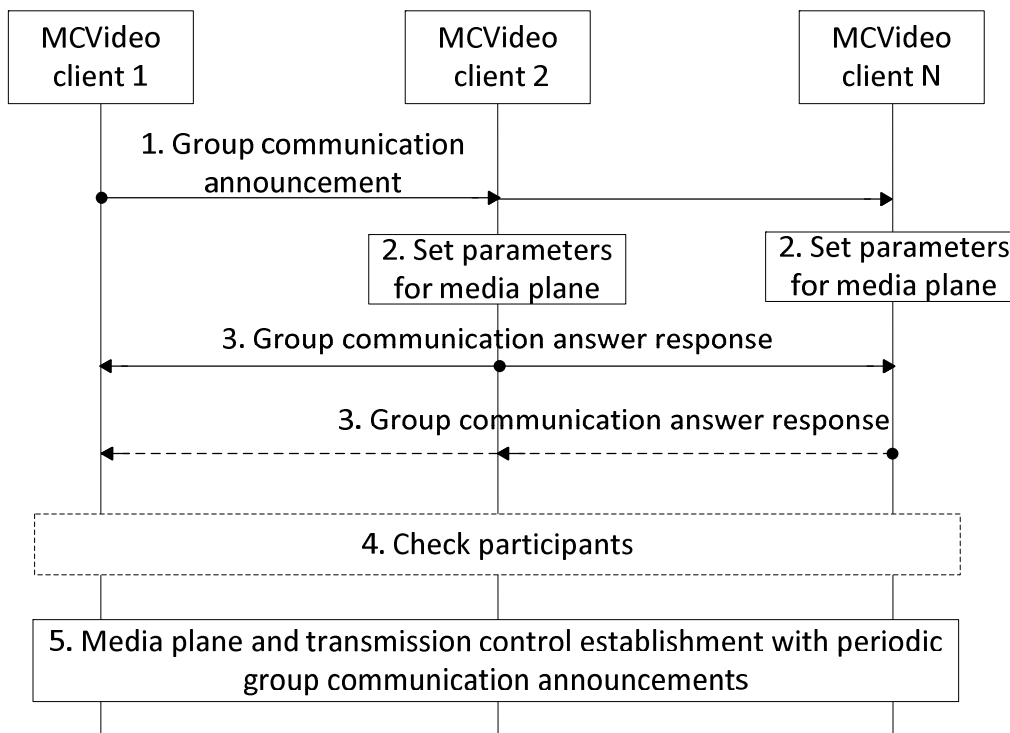 MCVideo
client 1
MCVideo
client 2
MCVideo
client N
1. Group communication
announcement
2. Set parameters
for media plane
2. Set parameters
for media plane
3. Group communication answer response
3. Group communication answer response
4. Check participants
5. Media plane and transmission control establishment with periodic
group communication announcements